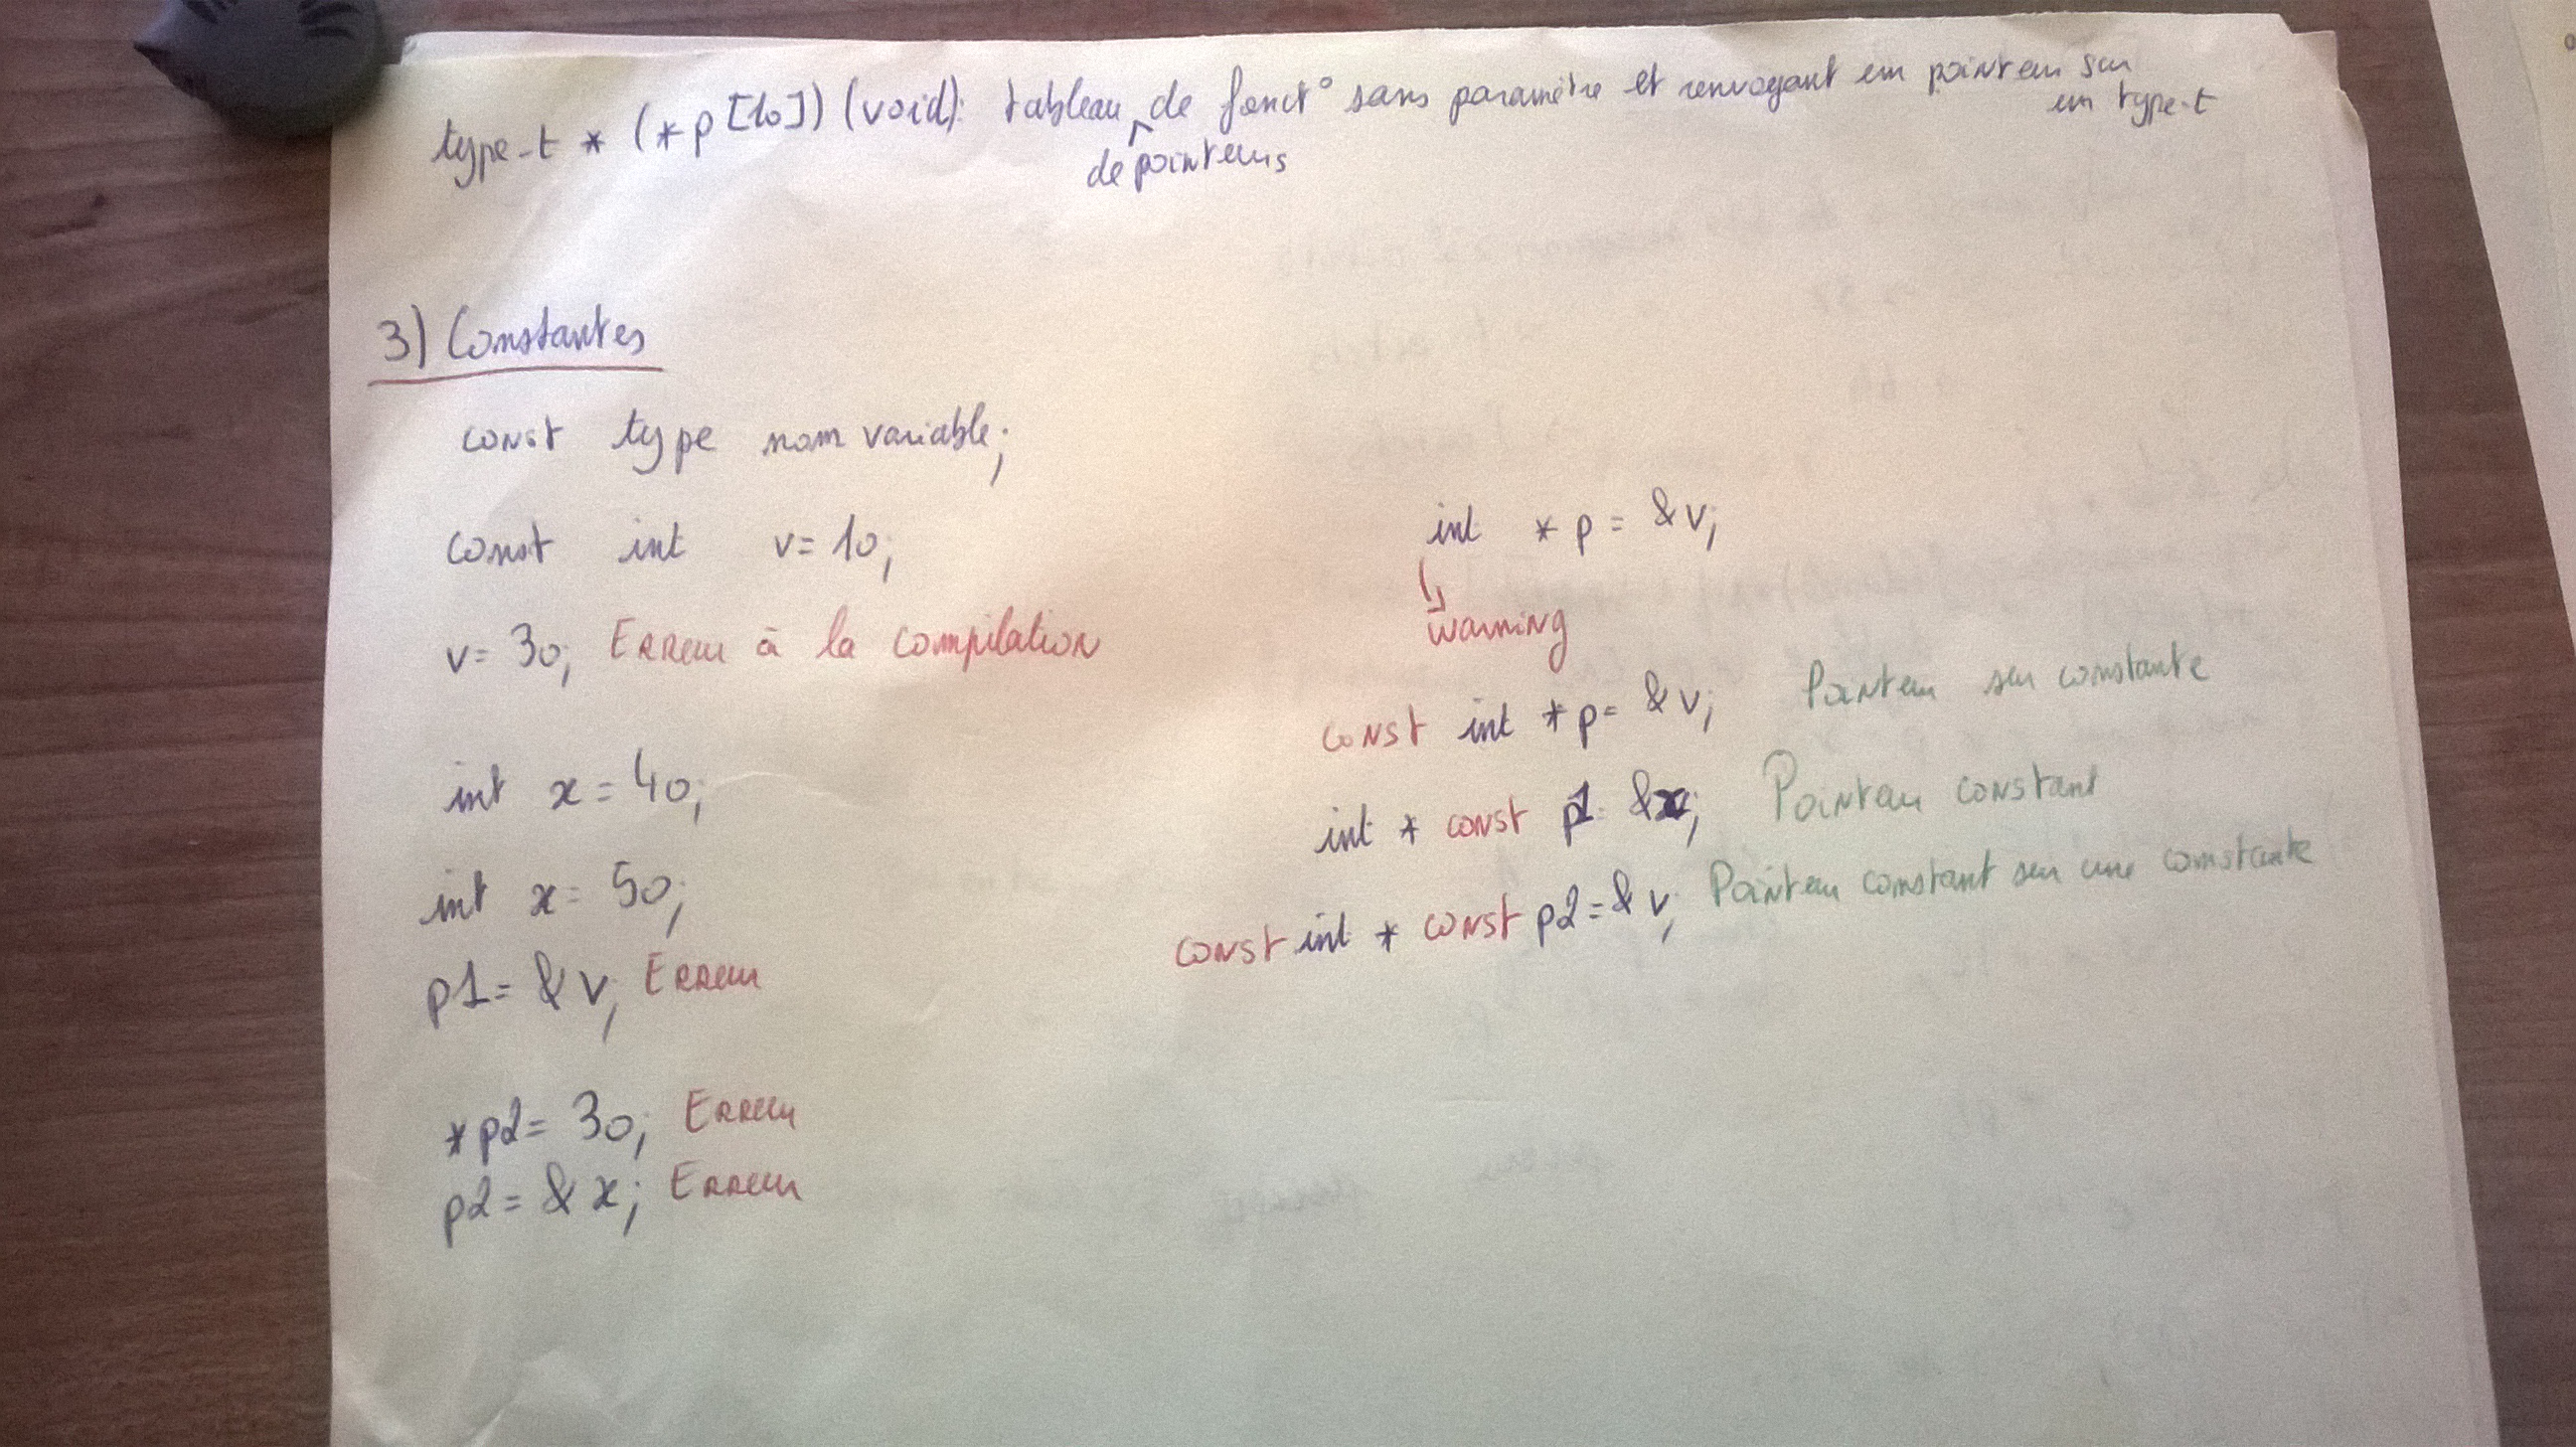 type_t * (*p [10]) (void): tableau de fonct° sans paramètre et renvoyant un pointeur sur
un type_t
de pointeurs
3) Constantes
const type nom variable;
const int v = 10;
int *p = &v;
v = 30; Erreur à la compilation
warning
const int *p = &v; Pointeur sur constante
int x = 40;
int * const p1 = &x; Pointeur constant
int x = 50;
const int * const p2 = &v; Pointeur constant sur une constante
p1 = &v; Erreur
*p2 = 30; Erreur
p2 = &x; Erreur